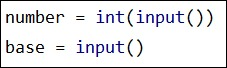 number = int(input())
base = input()